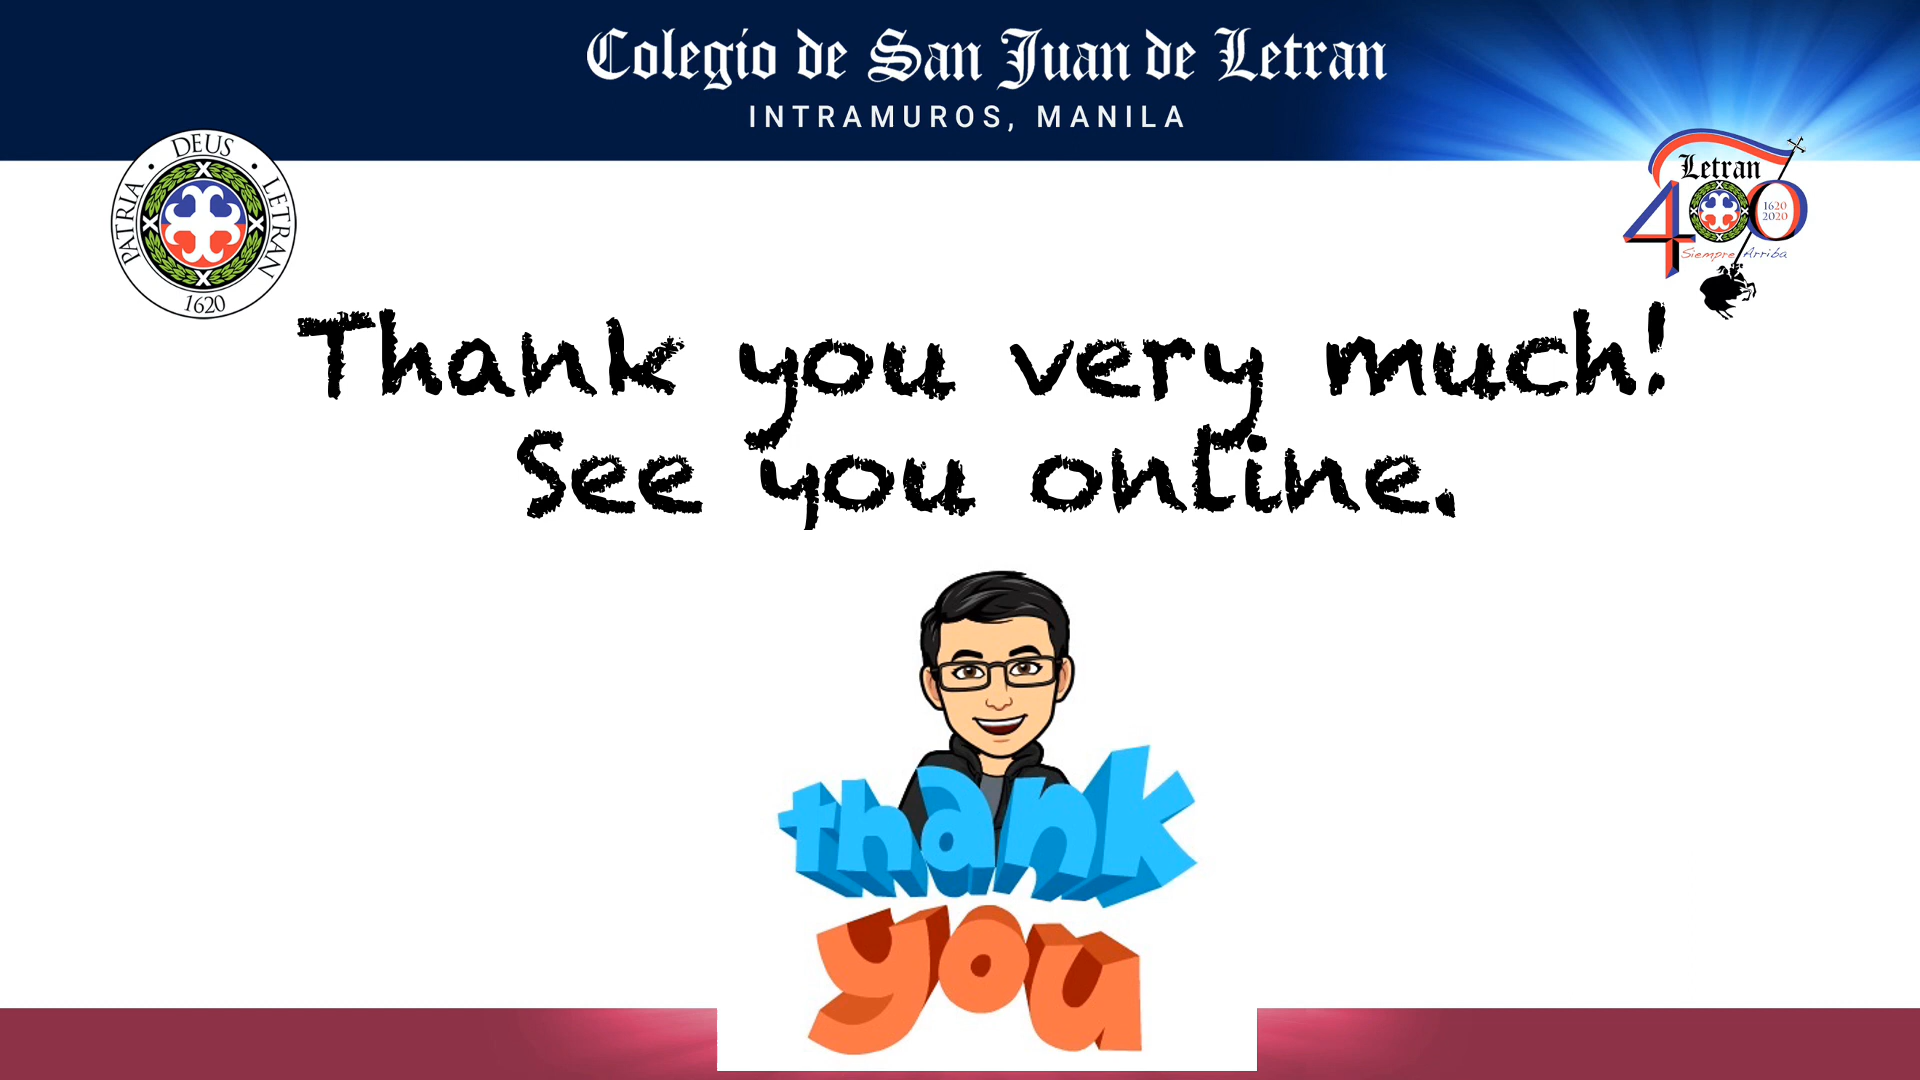 Colegio de San Juan de Letran
INTRAMUROS, MANILA
DEUS
PATRIA
LETRAN
1620
Letran
400
1620
2020
Siempre Arriba
Thank you very much!
See you online.
thank
you